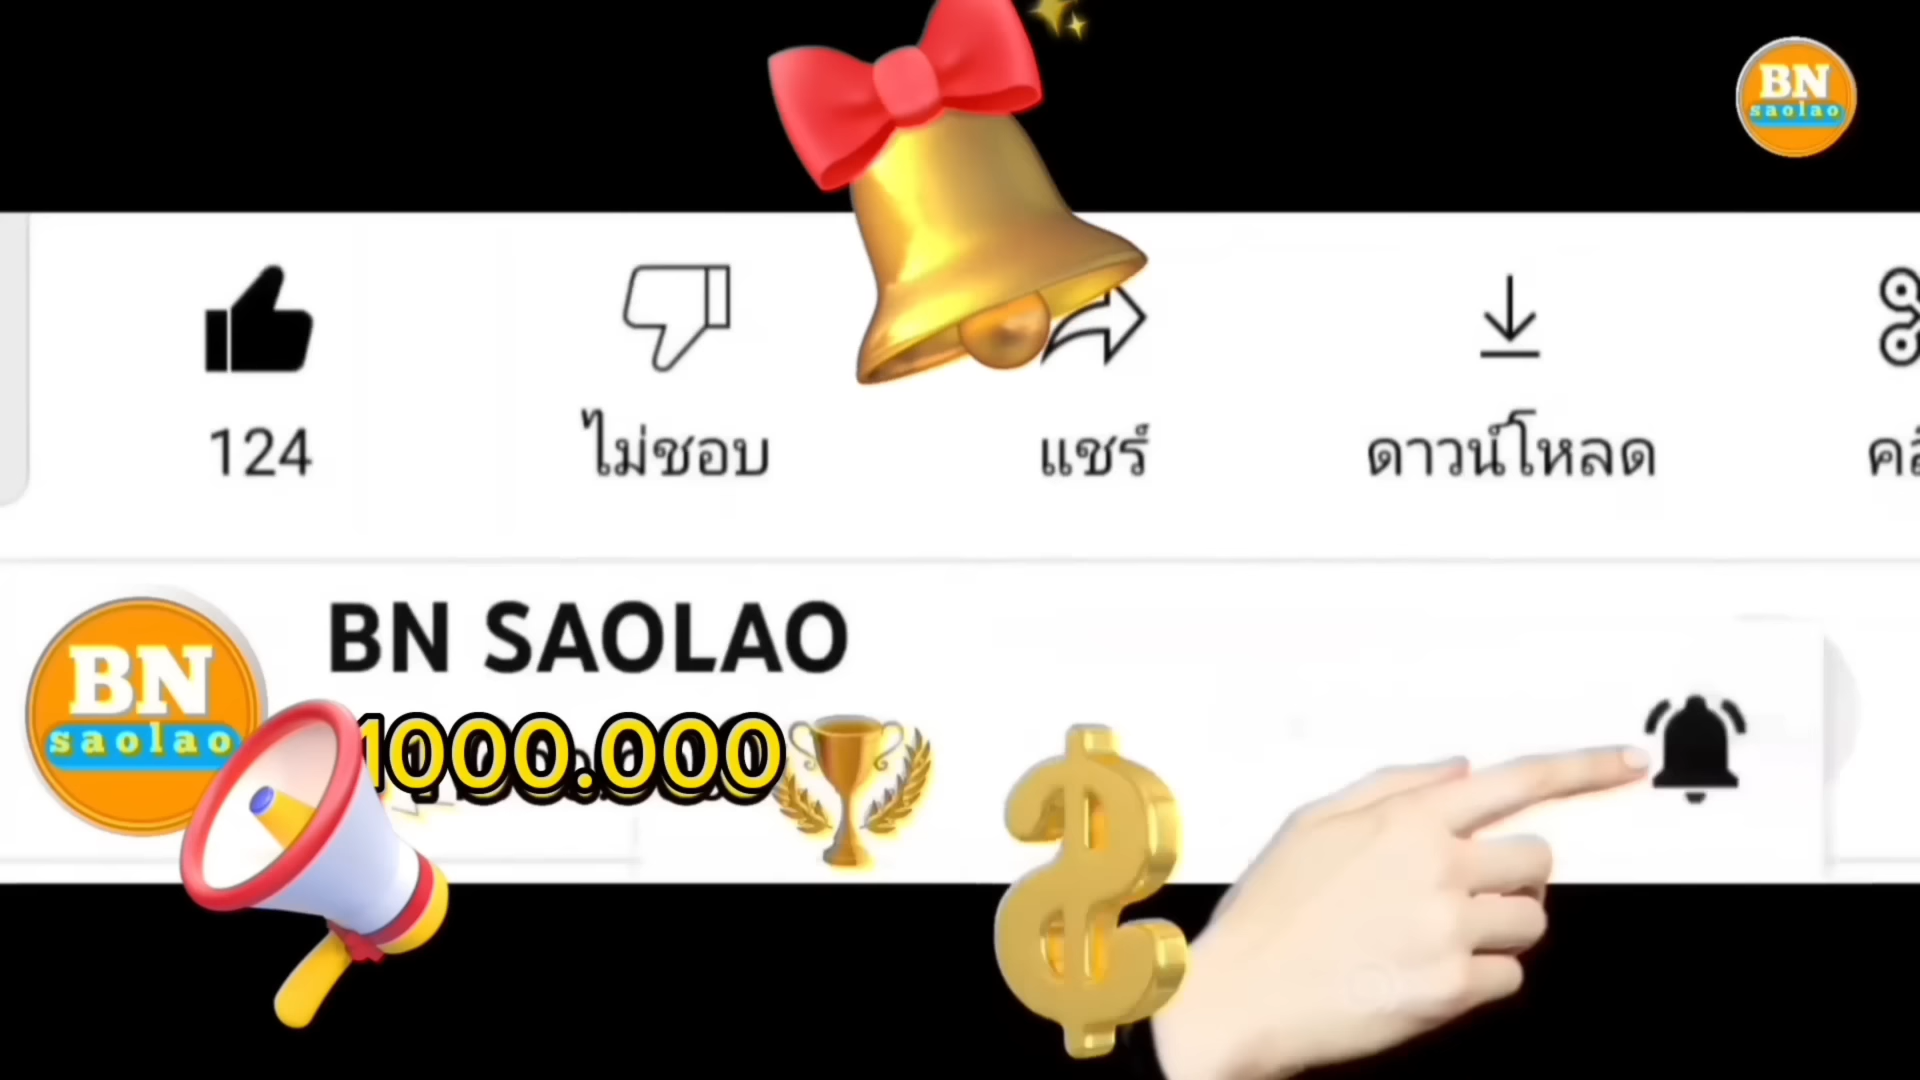 BN
saolao
124
ไม่ชอบ
แชร์
ดาวน์โหลด
BN SAOLAO
BN
saolao
1000.000